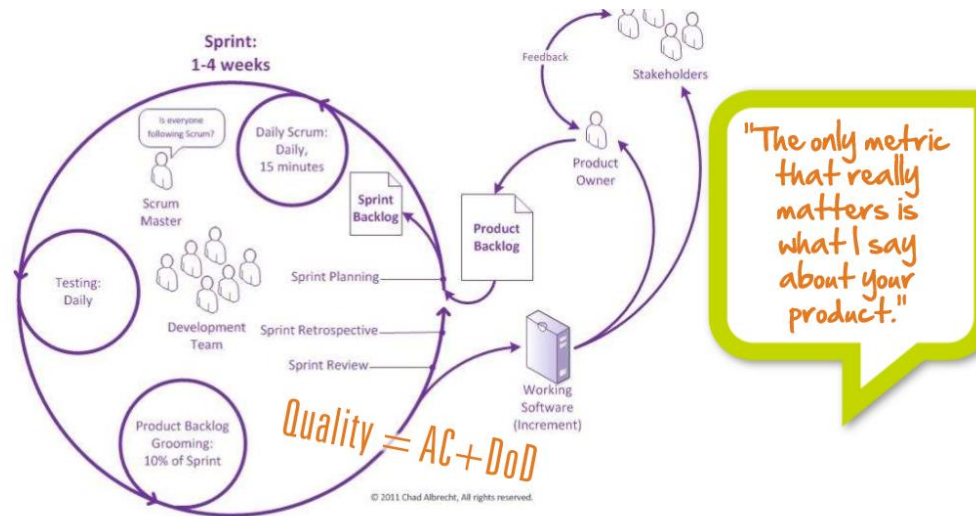 Sprint:
1-4 weeks
Is everyone
following Scrum?
Scrum
Master
Daily Scrum:
Daily,
15 minutes
Sprint
Backlog
Product
Backlog
Feedback
Stakeholders
Product
Owner
Testing:
Daily
Development
Team
Sprint Planning
Sprint Retrospective
Sprint Review
Working
Software
(Increment)
Product Backlog
Grooming:
10% of Sprint
Quality = AC+DoD
© 2011 Chad Albrecht, All rights reserved.
"The only metric
that really
matters is
what I say
about your
product."